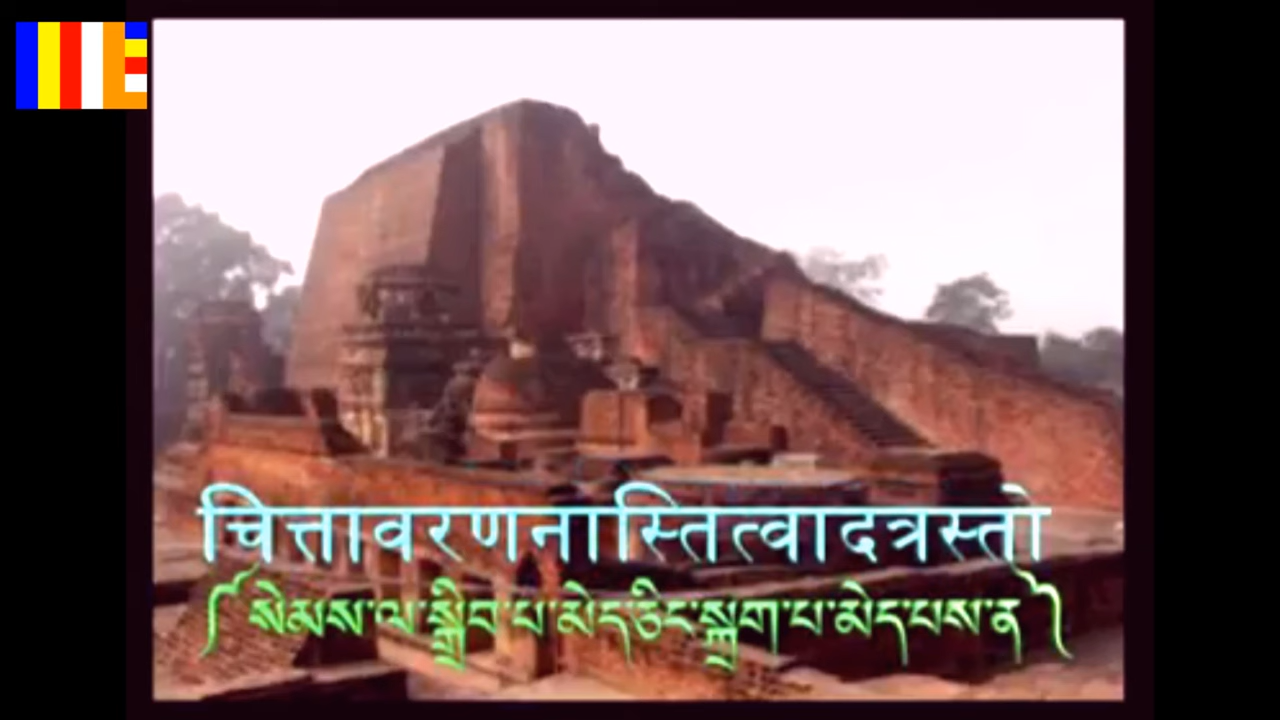 चित्तावरणनास्तित्वादत्रस्तो
༼ སེམས་ལ་སྒྲིབ་པ་མེད་ཅིང་སྐྲག་པ་མེད་པས་ན ༽